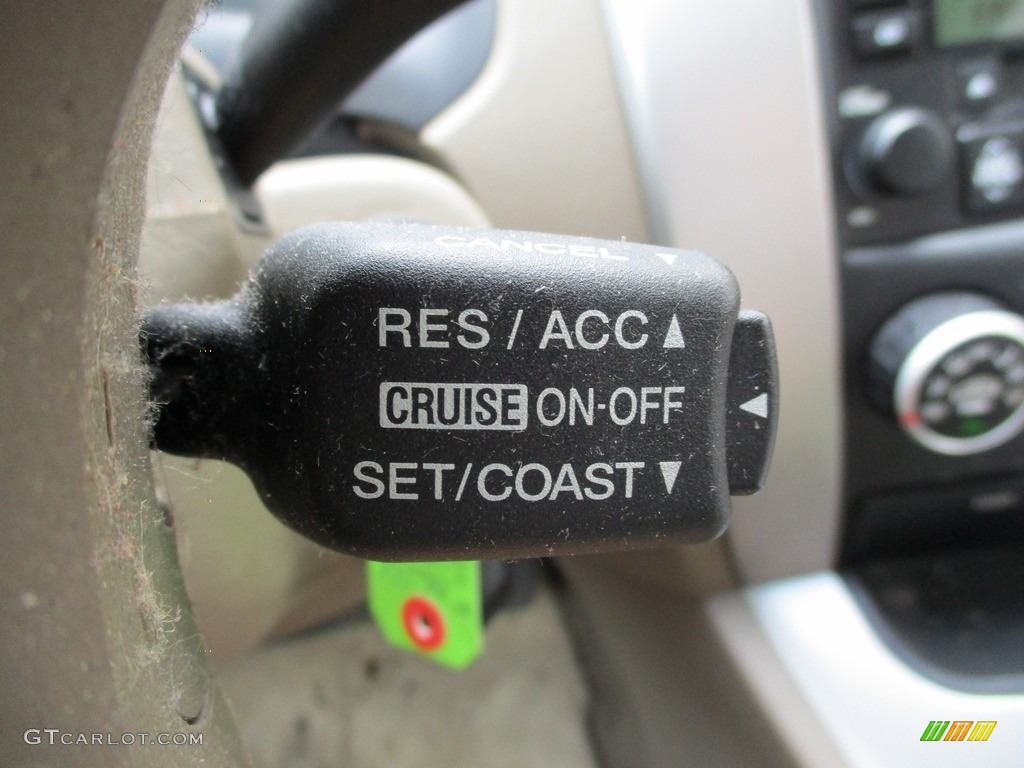 CANCEL ▼
RES / ACC ▲
CRUISE ON-OFF ◀
SET/COAST ▼
GTCARLOT.COM